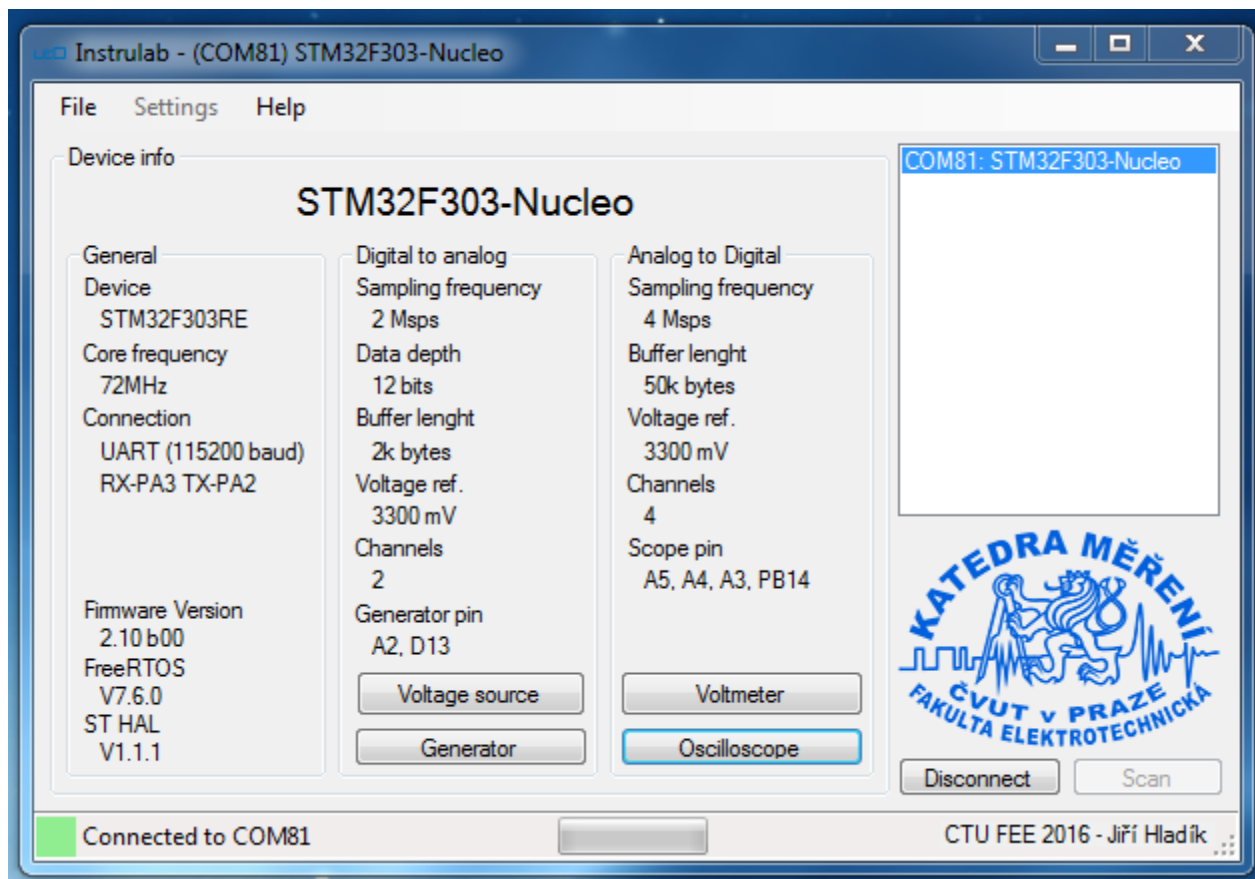 Instrulab - (COM81) STM32F303-Nucleo
File Settings Help
Device info
STM32F303-Nucleo
General
Device
STM32F303RE
Core frequency
72MHz
Connection
UART (115200 baud)
RX-PA3 TX-PA2
Firmware Version
2.10 b00
FreeRTOS
V7.6.0
ST HAL
V1.1.1
Digital to analog
Sampling frequency
2 Msps
Data depth
12 bits
Buffer lenght
2k bytes
Voltage ref.
3300 mV
Channels
2
Generator pin
A2, D13
Voltage source
Generator
Analog to Digital
Sampling frequency
4 Msps
Buffer lenght
50k bytes
Voltage ref.
3300 mV
Channels
4
Scope pin
A5, A4, A3, PB14
Voltmeter
Oscilloscope
COM81: STM32F303-Nucleo
KATEDRA MĚŘENÍ
ČVUT V PRAZE
FAKULTA ELEKTROTECHNICKÁ
Disconnect Scan
Connected to COM81
CTU FEE 2016 - Jiří Hladík